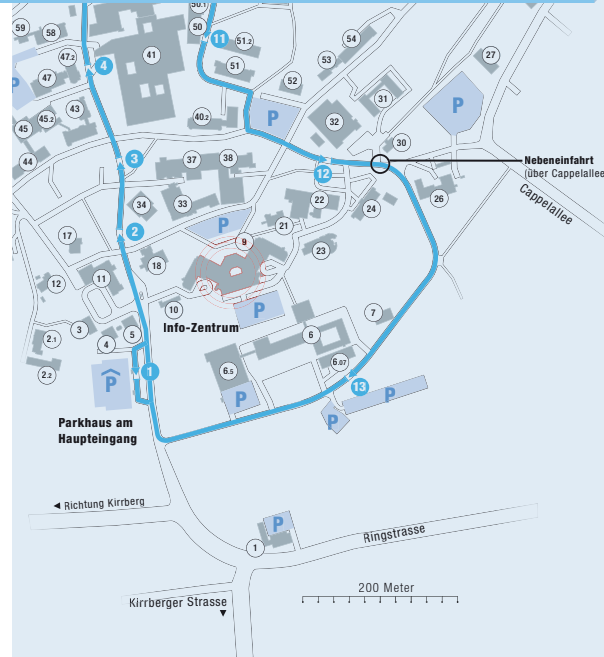 50.1
59
58
50
11
51.2
54
41
47.2
4
51
53
27
P
47
52
31
43
P
P
45.2
40.2
32
45
30
44
3
37
38
Nebeneinfahrt
12
(über Cappelallee
34
33
22
26
Cappelallee
24
17
2
P
21
9
23
18
12
11
10
P
7
Info-Zentrum
3
5
6
2.1
4
6.07
2.2
1
6.5
13
P
P
P
P
Parkhaus am
Haupteingang
Richtung Kirrberg
P
1
Ringstrasse
200 Meter
Kirrberger Strasse